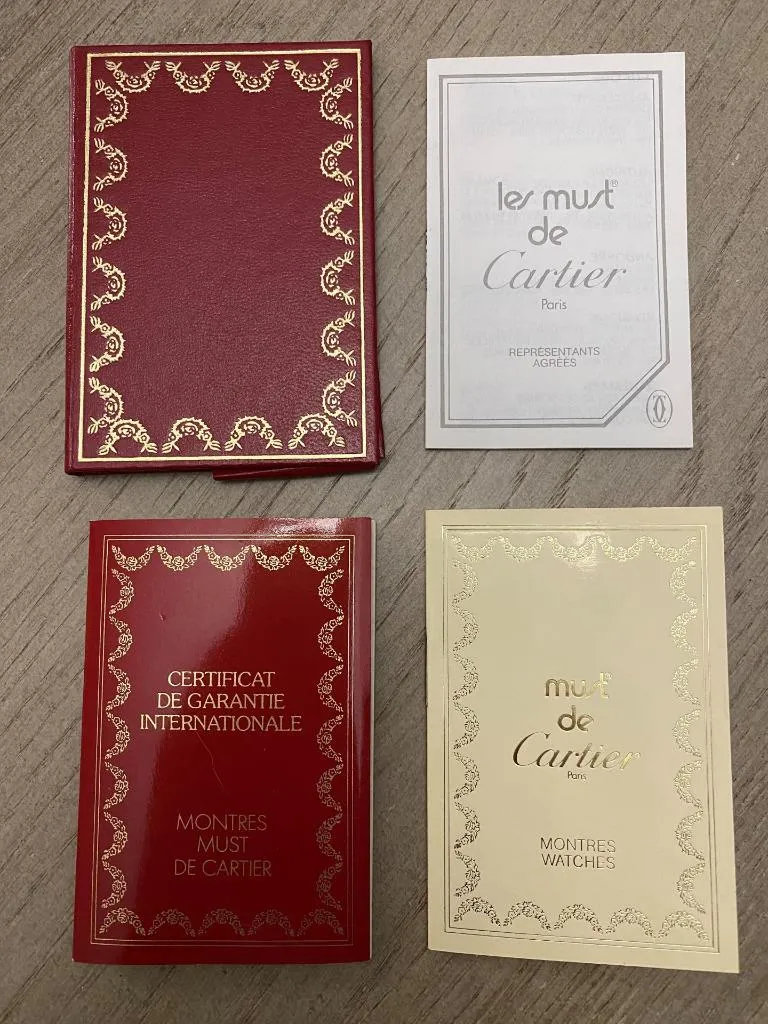 les must®
de
Cartier
Paris
REPRÉSENTANTS
AGRÉÉS
CERTIFICAT
DE GARANTIE
INTERNATIONALE
MONTRES
MUST
DE CARTIER
must
de
Cartier
Paris
MONTRES
WATCHES